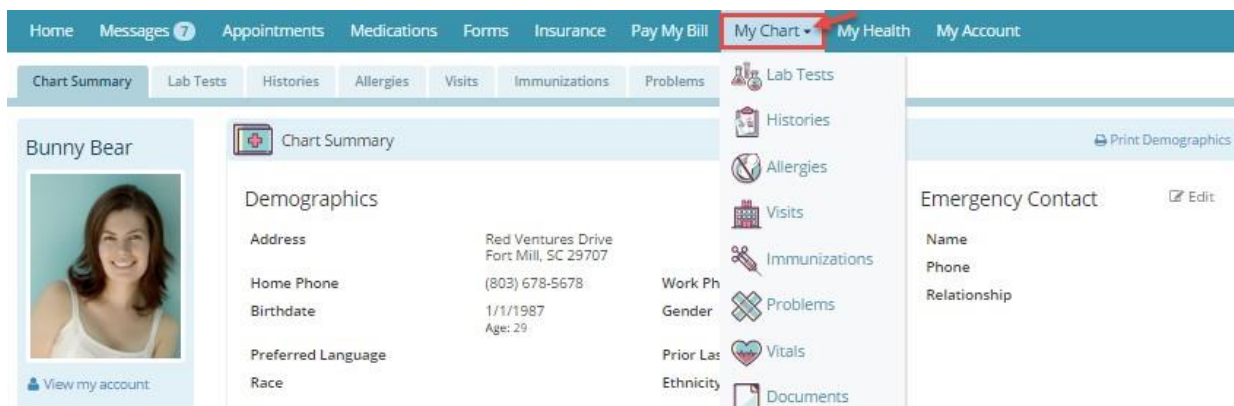 Home Messages 7 Appointments Medications Forms Insurance Pay My Bill My Chart My Health My Account
Chart Summary Lab Tests Histories Allergies Visits Immunizations Problems
Lab Tests
Histories
Allergies
Visits
Immunizations
Problems
Vitals
Documents
Bunny Bear
View my account
Chart Summary
Print Demographics
Demographics
Address Red Ventures Drive
Fort Mill, SC 29707
Home Phone (803) 678-5678 Work Ph
Birthdate 1/1/1987 Gender
Age: 29
Preferred Language Prior Las
Race Ethnicity
Emergency Contact Edit
Name
Phone
Relationship